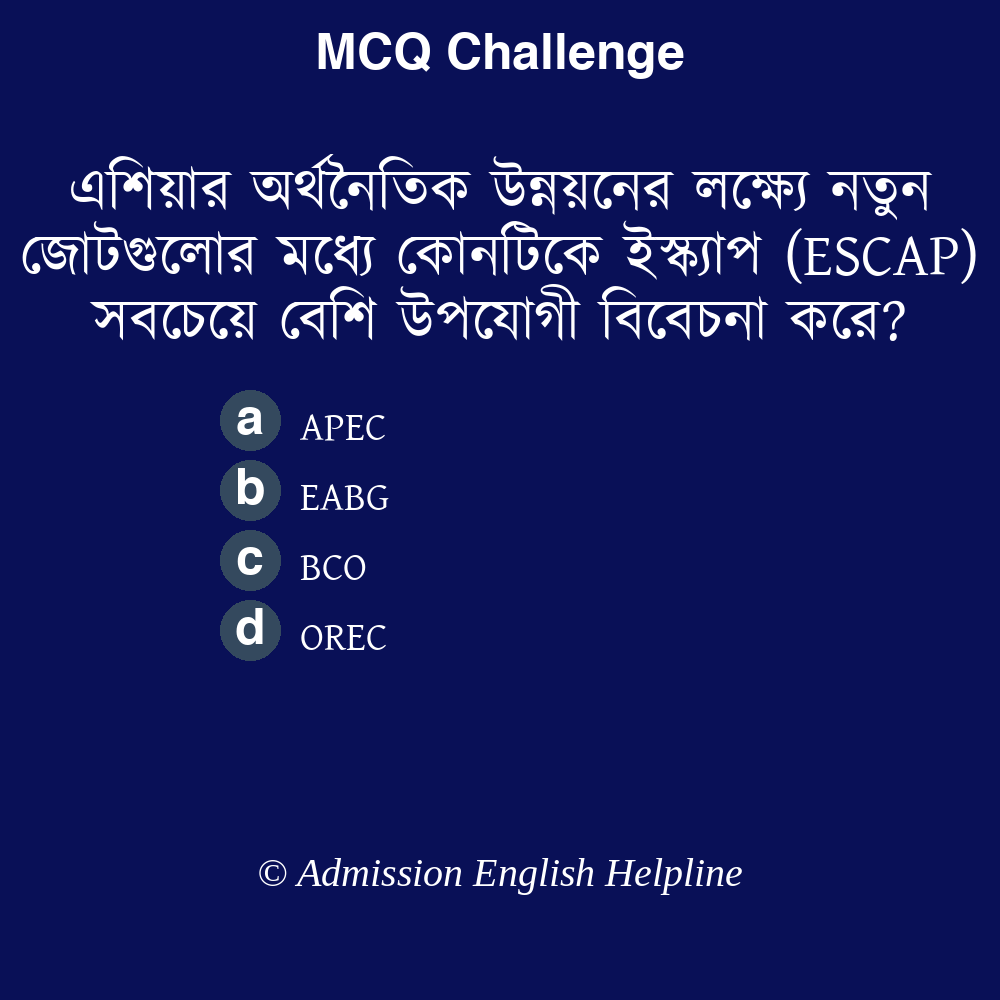 MCQ Challenge
এশিয়ার অর্থনৈতিক উন্নয়নের লক্ষ্যে নতুন
জোটগুলোর মধ্যে কোনটিকে ইস্ক্যাপ (ESCAP)
সবচেয়ে বেশি উপযোগী বিবেচনা করে?
a APEC
b EABG
c BCO
d OREC
© Admission English Helpline